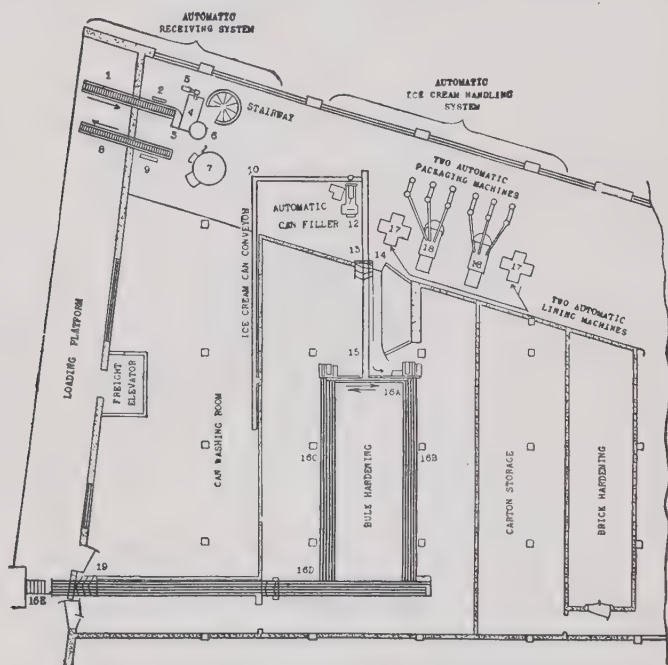 AUTOMATIC
RECEIVING SYSTEM
AUTOMATIC
ICE CREAM HANDLING
SYSTEM
1
2
5
4
3
6
STAIRWAY
8
9
7
10
TWO AUTOMATIC
PACKAGING MACHINES
AUTOMATIC
CAN FILLER
12
13
14
17
18
18
17
ICE CREAM CAN CONVEYOR
TWO AUTOMATIC
LINING MACHINES
LOADING PLATFORM
FREIGHT
ELEVATOR
15
16A
CAN WASHING ROOM
16C
BULK HARDENING
16B
CARTON STORAGE
BRICK HARDENING
19
16D
16E